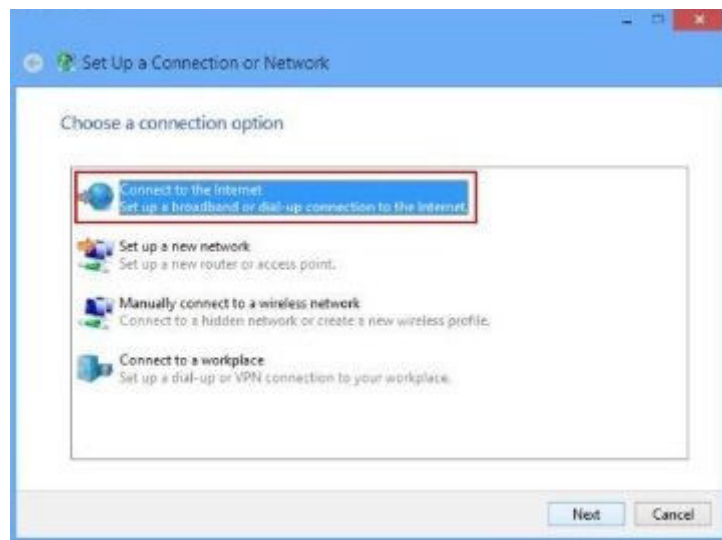 Set Up a Connection or Network
Choose a connection option
Connect to the Internet
Set up a broadband or dial-up connection to the Internet.
Set up a new network
Set up a new router or access point.
Manually connect to a wireless network
Connect to a hidden network or create a new wireless profile.
Connect to a workplace
Set up a dial-up or VPN connection to your workplace.
Next Cancel